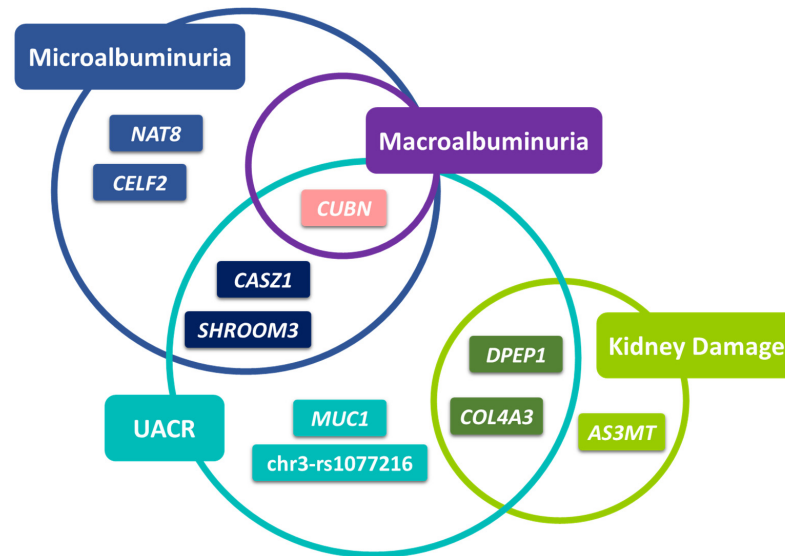 Microalbuminuria
NAT8
Macroalbuminuria
CELF2
CUBN
CASZ1
SHROOM3
DPEP1
Kidney Damage
MUC1
COL4A3
UACR
AS3MT
chr3-rs1077216